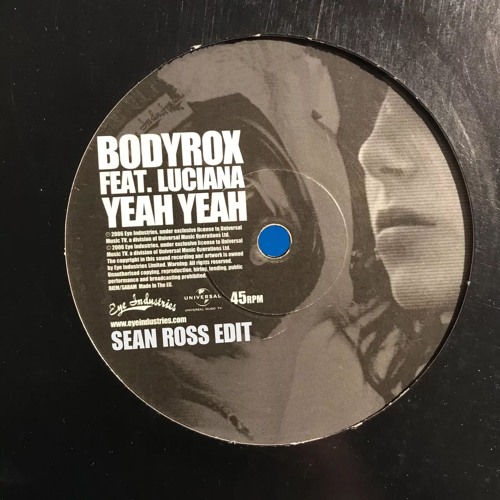 BODYROX
FEAT. LUCIANA
YEAH YEAH
℗ 2006 Eye Industries, under exclusive license to Universal
Music TV, a division of Universal Music Operations Ltd.
© 2006 Eye Industries, under exclusive license to Universal
Music TV, a division of Universal Music Operations Ltd.
The copyright in this sound recording and artwork is owned
by Eye Industries Limited. Warning: All rights reserved.
Unauthorised copying, reproduction, hiring, lending, public
performance and broadcasting prohibited.
BIEM/SABAM Made in The EU.
Eye Industries
UNIVERSAL
UNIVERSAL MUSIC TV
45RPM
www.eyeindustries.com
SEAN ROSS EDIT